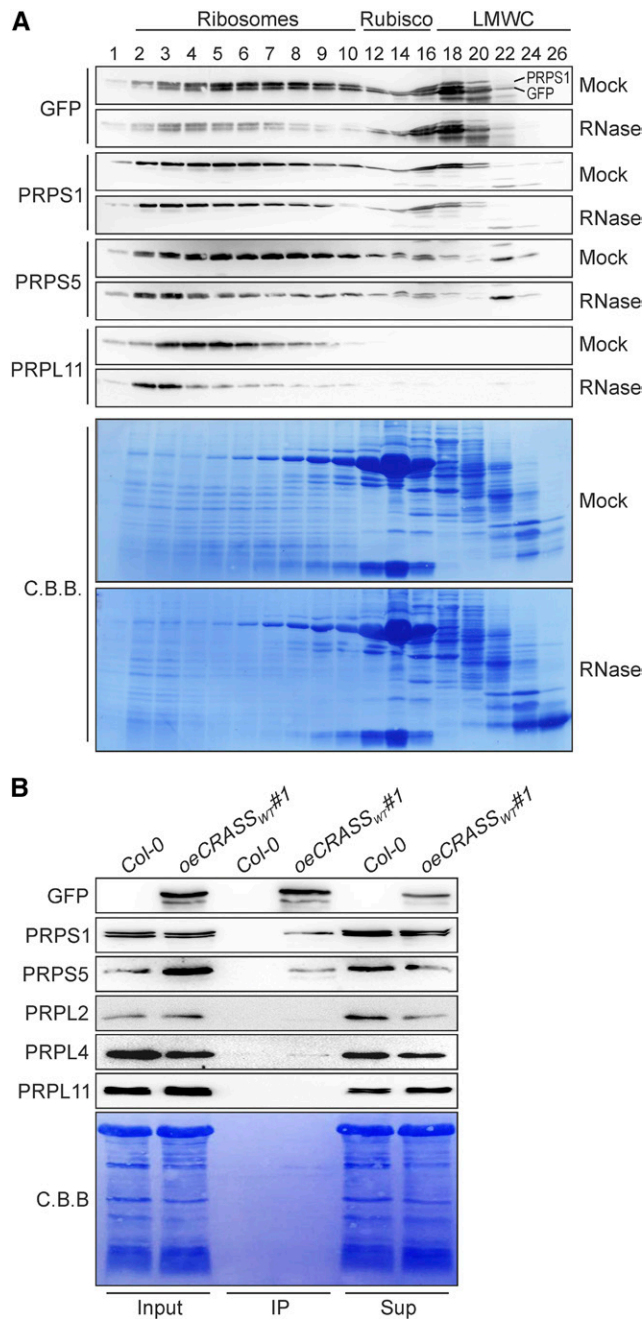 A
Ribosomes Rubisco LMWC
1 2 3 4 5 6 7 8 9 10 12 14 16 18 20 22 24 26
GFP
PRPS1
GFP
Mock
RNase
PRPS1
Mock
RNase
PRPS5
Mock
RNase
PRPL11
Mock
RNase
C.B.B.
Mock
RNase
B
Col-0 oeCRASSWT#1 Col-0 oeCRASSWT#1 Col-0 oeCRASSWT#1
GFP
PRPS1
PRPS5
PRPL2
PRPL4
PRPL11
C.B.B
Input IP Sup